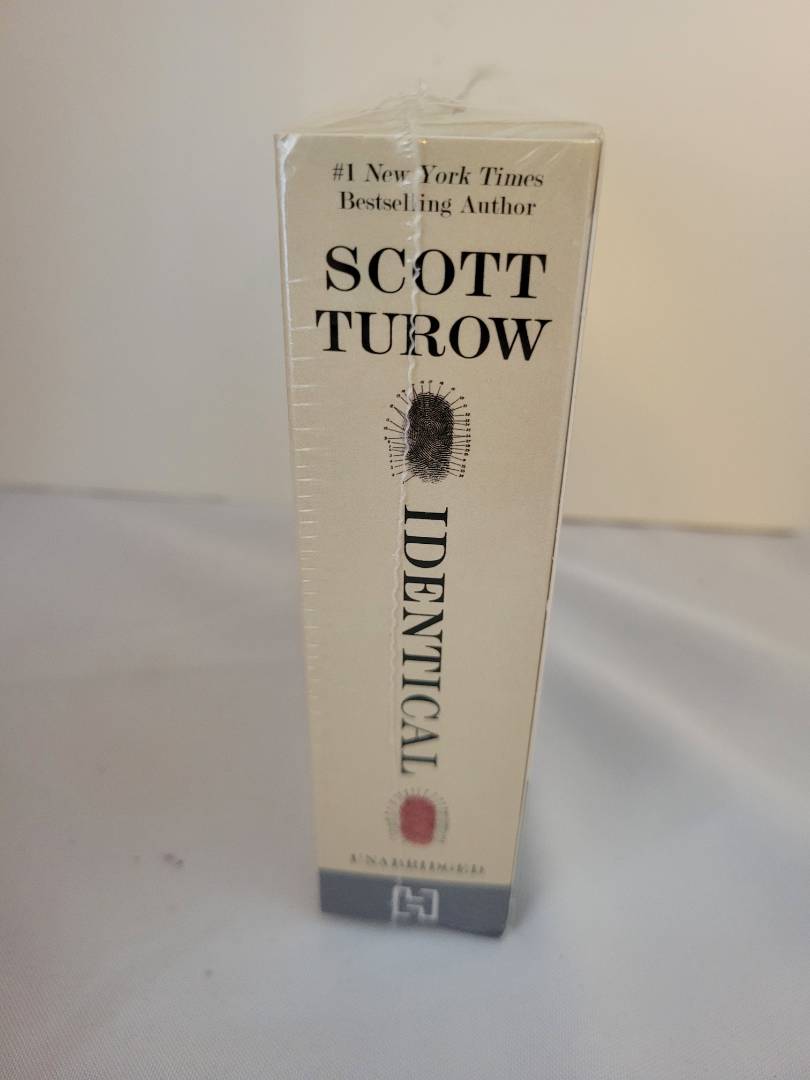 #1 New York Times
Bestselling Author
SCOTT
TUROW
IDENTICAL
UNABRIDGED
H